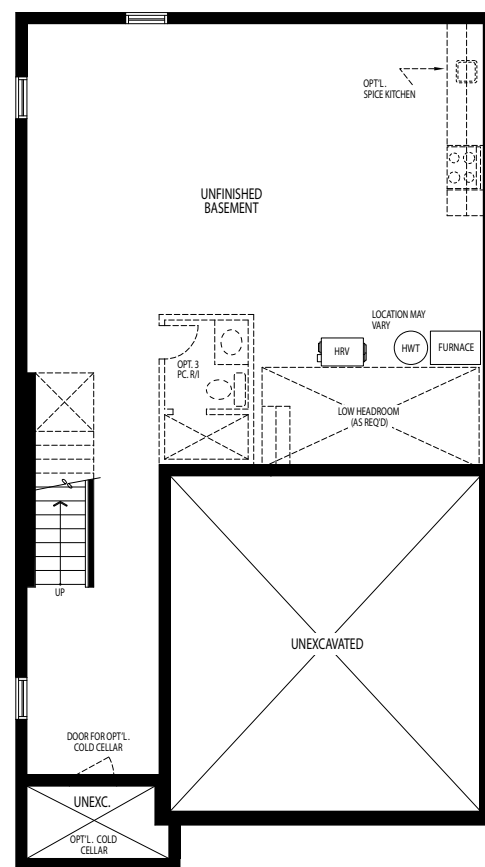 OPT'L.
SPICE KITCHEN
UNFINISHED
BASEMENT
LOCATION MAY
VARY
HRV
HWT
FURNACE
OPT. 3
PC. R/I
LOW HEADROOM
(AS REQ'D)
UP
UNEXCAVATED
DOOR FOR OPT'L.
COLD CELLAR
UNEXC.
OPT'L. COLD
CELLAR